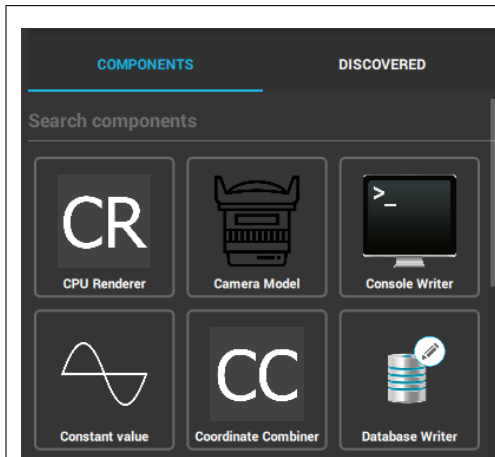 COMPONENTS DISCOVERED
Search components
CR >_
CPU Renderer Camera Model Console Writer
CC
Constant value Coordinate Combiner Database Writer